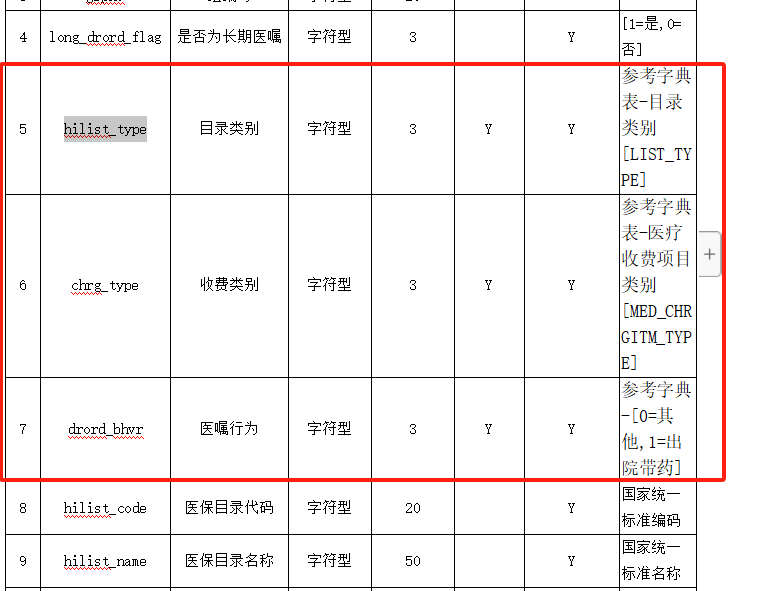 4 long_drord_flag 是否为长期医嘱 字符型 3 Y [1=是,0=
否]
5 hilist_type 目录类别 字符型 3 Y Y 参考字典
表-目录
类别
[LIST_TY
PE]
6 chrg_type 收费类别 字符型 3 Y Y 参考字典
表-医疗
收费项目
类别
[MED_CHR
GITM_TYP
E]
7 drord_bhvr 医嘱行为 字符型 3 Y Y 参考字典
-[0=其
他,1=出
院带药]
8 hilist_code 医保目录代码 字符型 20 Y 国家统一
标准编码
9 hilist_name 医保目录名称 字符型 50 Y 国家统一
标准名称